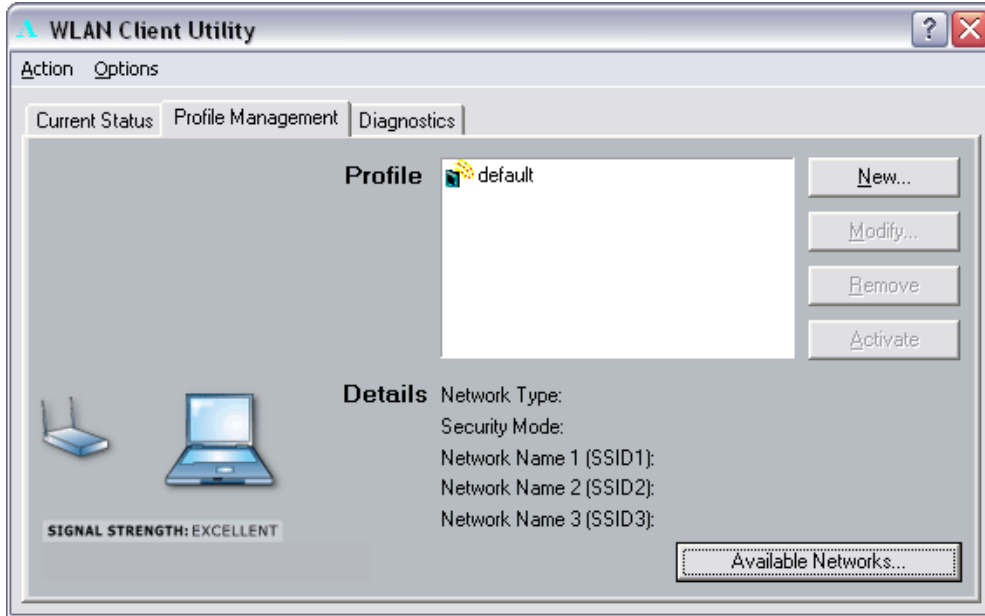 WLAN Client Utility
Action Options
Current Status Profile Management Diagnostics
Profile default New...
Modify...
Remove
Activate
Details Network Type:
Security Mode:
Network Name 1 (SSID1):
Network Name 2 (SSID2):
Network Name 3 (SSID3):
SIGNAL STRENGTH: EXCELLENT
Available Networks...